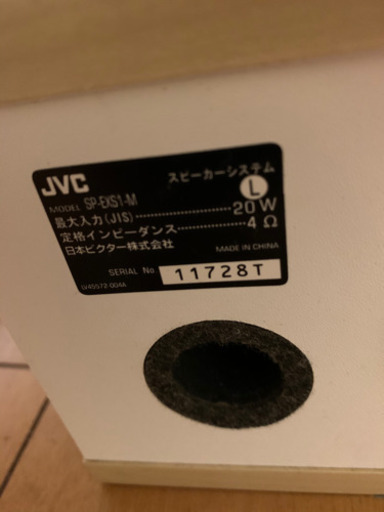 JVC スピーカーシステム
MODEL SP-EXS1-M L
最大入力(JIS)‥‥‥‥‥‥‥20W
定格インピーダンス‥‥‥‥‥4Ω
日本ビクター株式会社
MADE IN CHINA
SERIAL No. 11728T
LV45573-004A